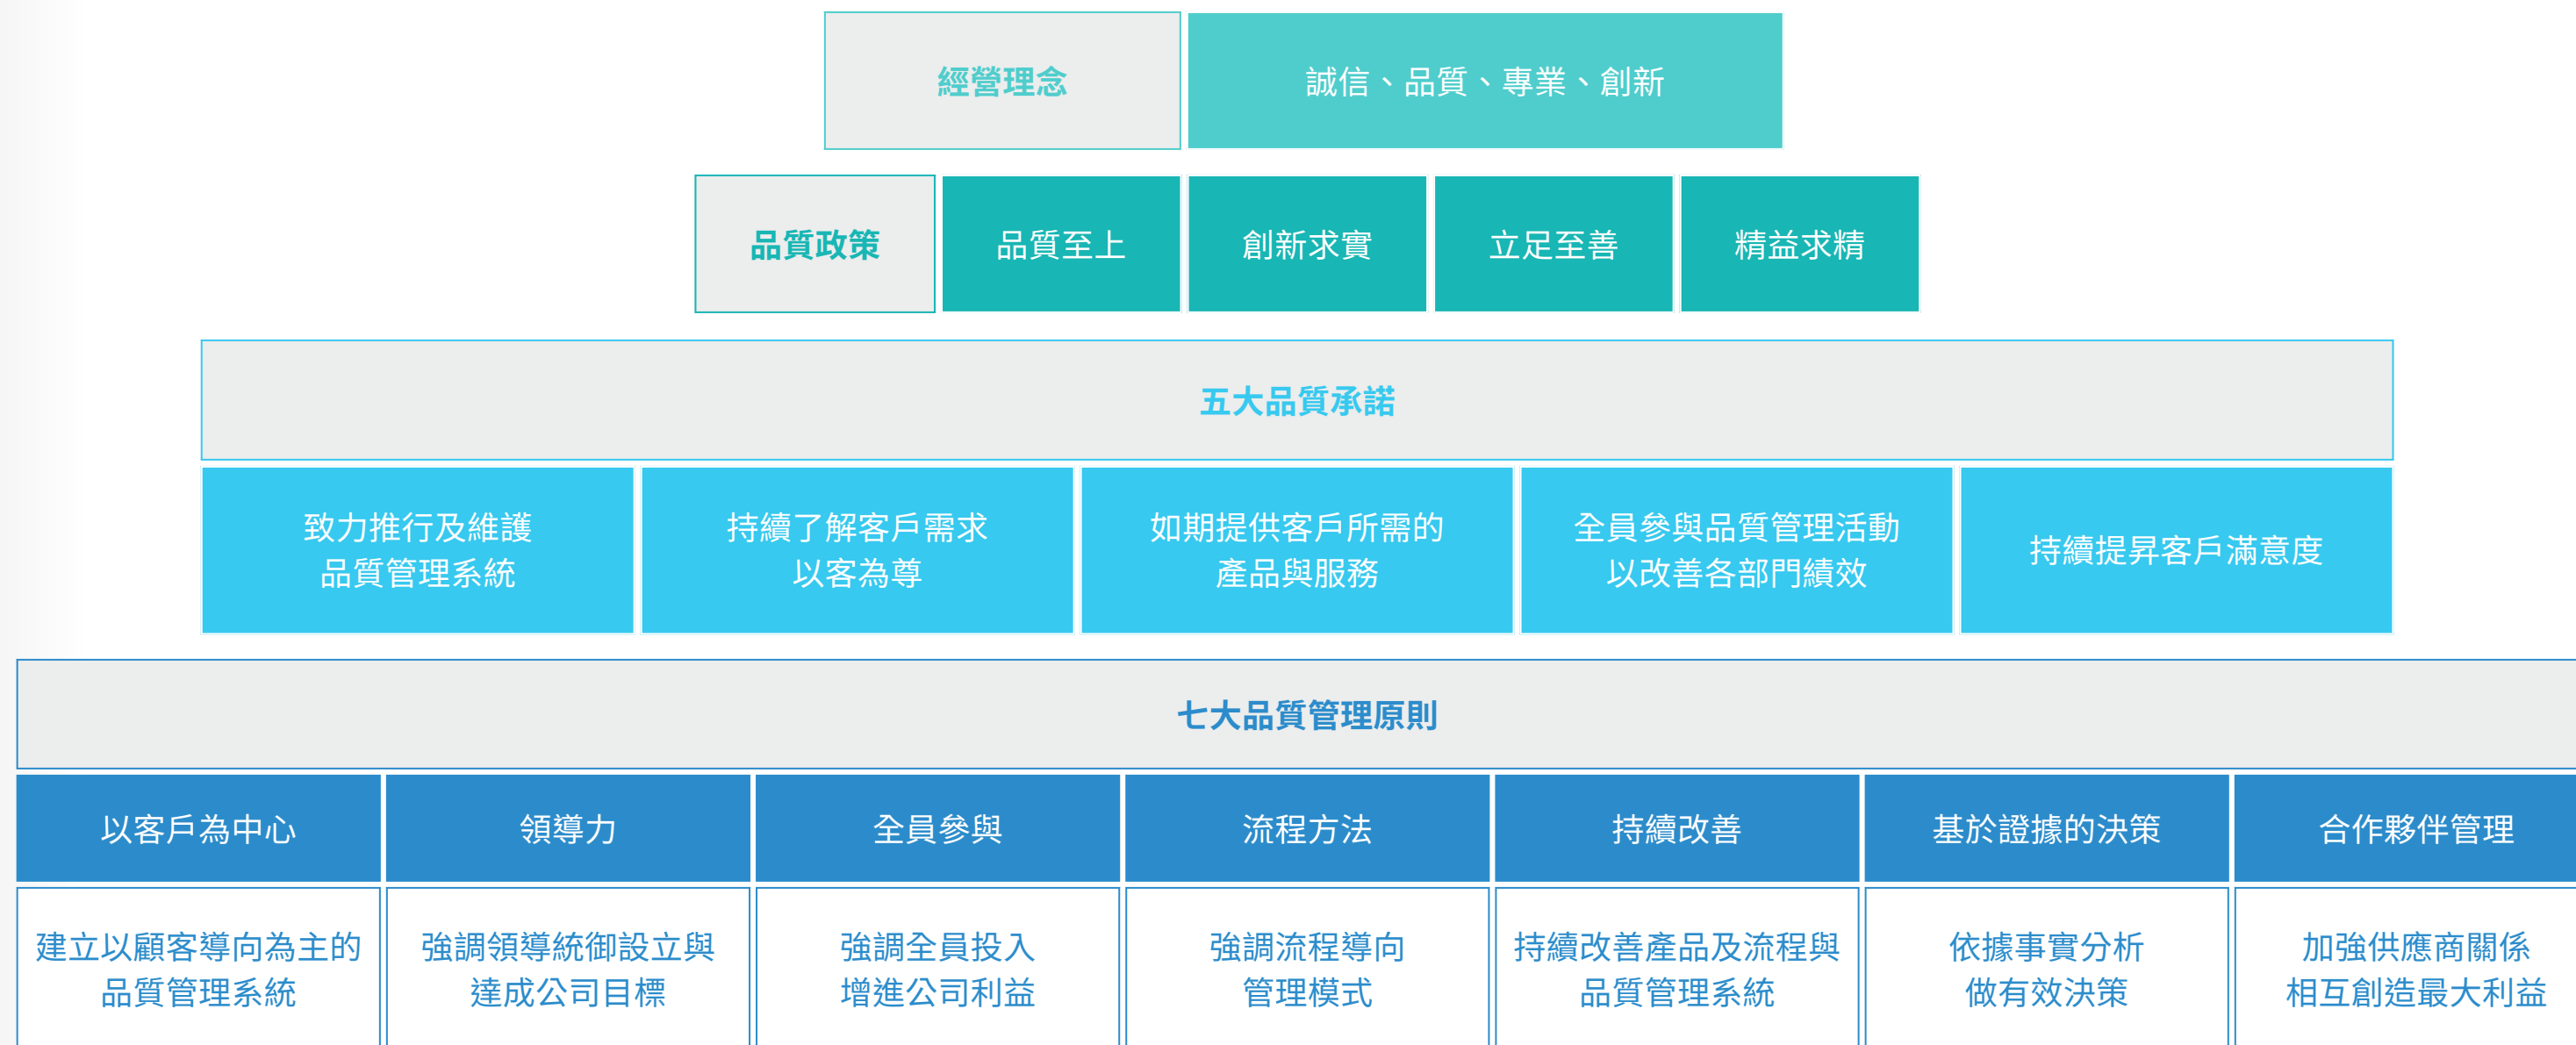 經營理念
誠信、品質、專業、創新
品質政策
品質至上
創新求實
立足至善
精益求精
五大品質承諾
致力推行及維護
品質管理系統
持續了解客戶需求
以客為尊
如期提供客戶所需的
產品與服務
全員參與品質管理活動
以改善各部門績效
持續提昇客戶滿意度
七大品質管理原則
以客戶為中心
領導力
全員參與
流程方法
持續改善
基於證據的決策
合作夥伴管理
建立以顧客導向為主的
品質管理系統
強調領導統御設立與
達成公司目標
強調全員投入
增進公司利益
強調流程導向
管理模式
持續改善產品及流程與
品質管理系統
依據事實分析
做有效決策
加強供應商關係
相互創造最大利益